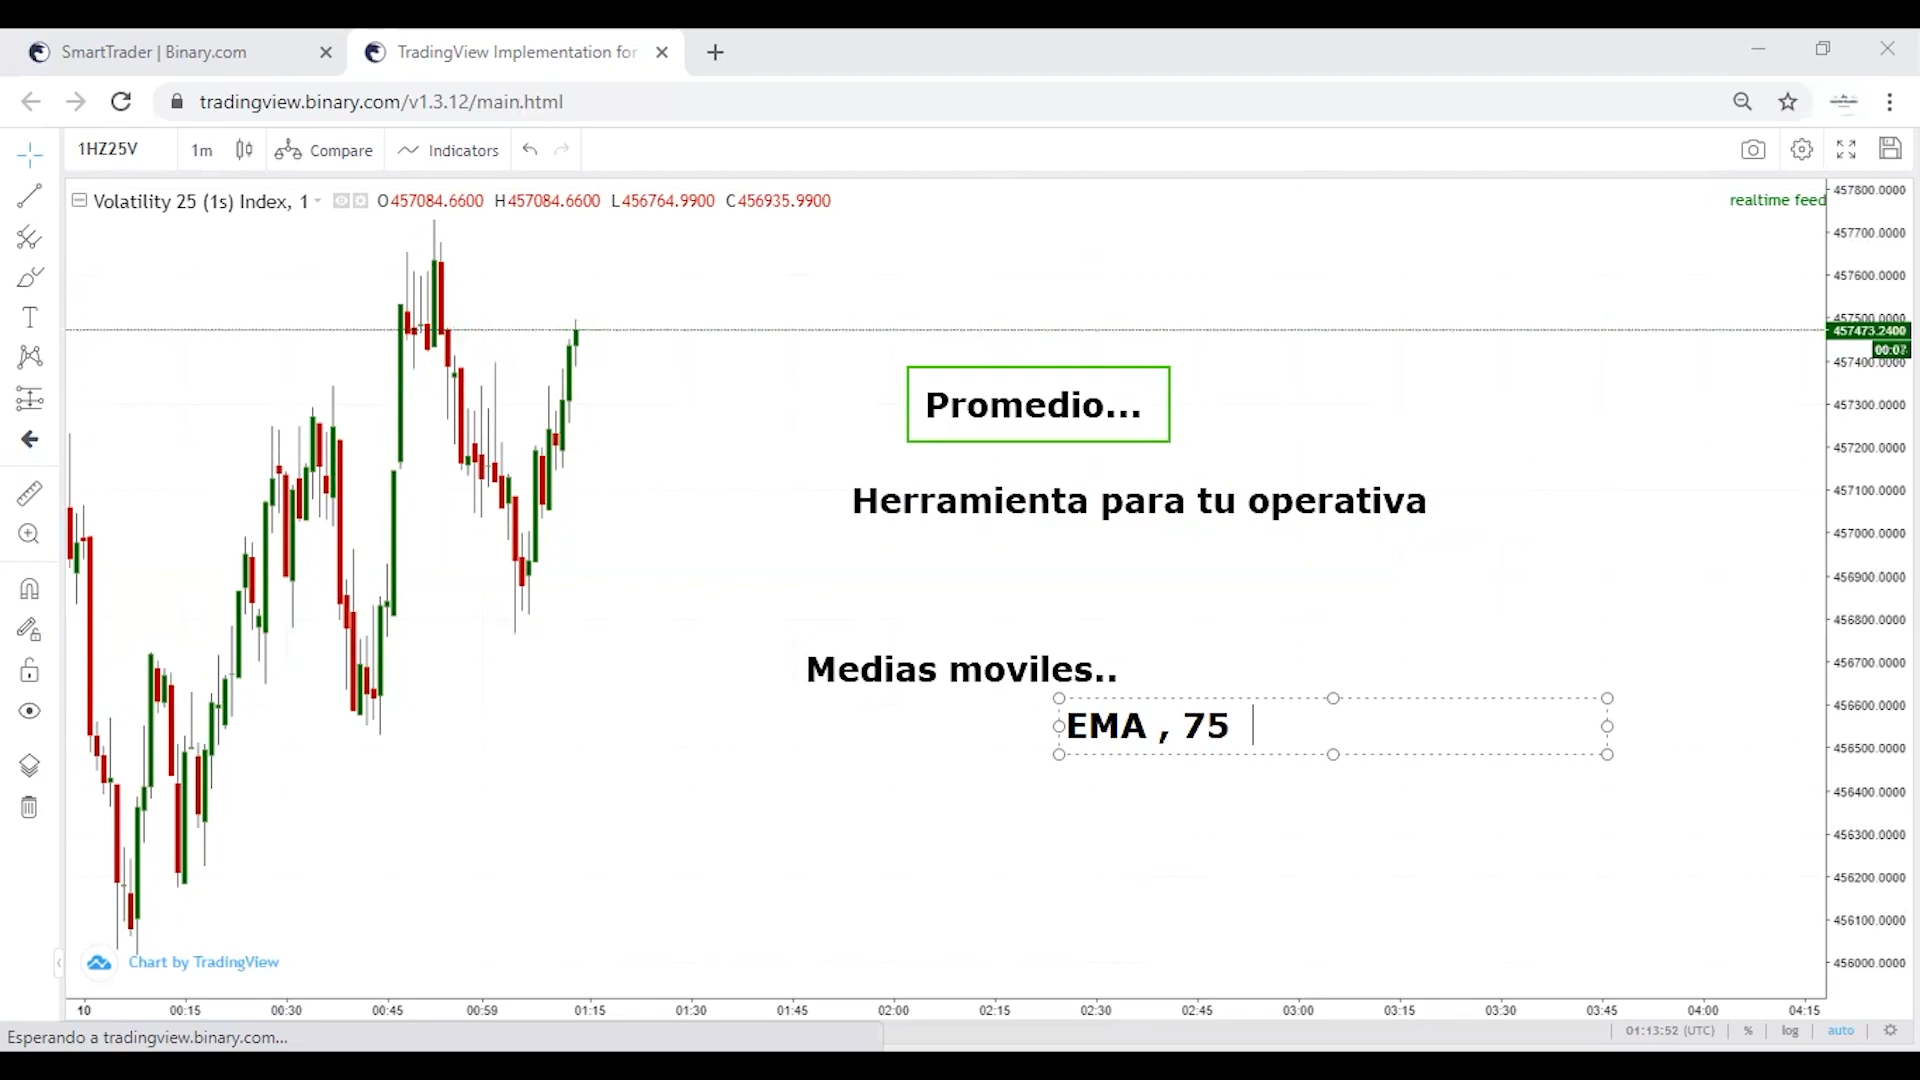 SmartTrader | Binary.com
TradingView Implementation for
tradingview.binary.com/v1.3.12/main.html
1HZ25V
1m
Compare
Indicators
Volatility 25 (1s) Index, 1
O457084.6600 H457084.6600 L456764.9900 C456935.9900
realtime feed
457800.0000
457700.0000
457600.0000
457500.0000
457473.2400
00:07
457400.0000
457300.0000
457200.0000
457100.0000
457000.0000
456900.0000
456800.0000
456700.0000
456600.0000
456500.0000
456400.0000
456300.0000
456200.0000
456100.0000
456000.0000
Promedio...
Herramienta para tu operativa
Medias moviles..
EMA , 75
Chart by TradingView
10 00:15 00:30 00:45 00:59 01:15 01:30 01:45 02:00 02:15 02:30 02:45 03:00 03:15 03:30 03:45 04:00 04:15
Esperando a tradingview.binary.com...
01:13:52 (UTC) % log auto